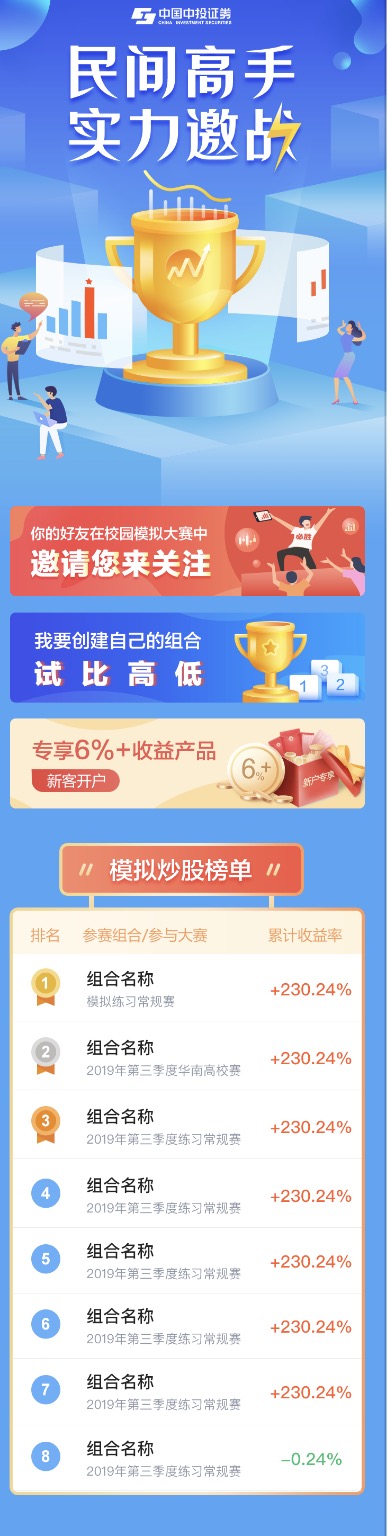 中国中投证券
CHINA INVESTMENT SECURITIES
民间高手
实力邀战
你的好友在校园模拟大赛中
邀请您来关注
必胜
我要创建自己的组合
试比高低
1
3
2
专享6%+收益产品
新客开户
6%+
新户专享
模拟炒股榜单
排名 参赛组合/参与大赛 累计收益率
1 组合名称 +230.24%
模拟练习常规赛
2 组合名称 +230.24%
2019年第三季度华南高校赛
3 组合名称 +230.24%
2019年第三季度练习常规赛
4 组合名称 +230.24%
2019年第三季度练习常规赛
5 组合名称 +230.24%
2019年第三季度练习常规赛
6 组合名称 +230.24%
2019年第三季度练习常规赛
7 组合名称 +230.24%
2019年第三季度练习常规赛
8 组合名称 -0.24%
2019年第三季度练习常规赛